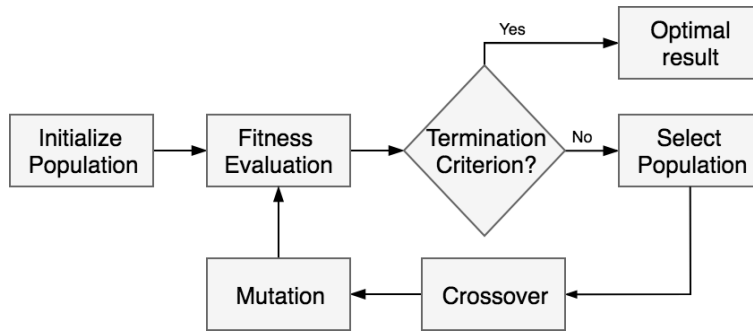 Yes
Optimal
result
Initialize
Population
Fitness
Evaluation
Termination
Criterion?
No
Select
Population
Mutation
Crossover